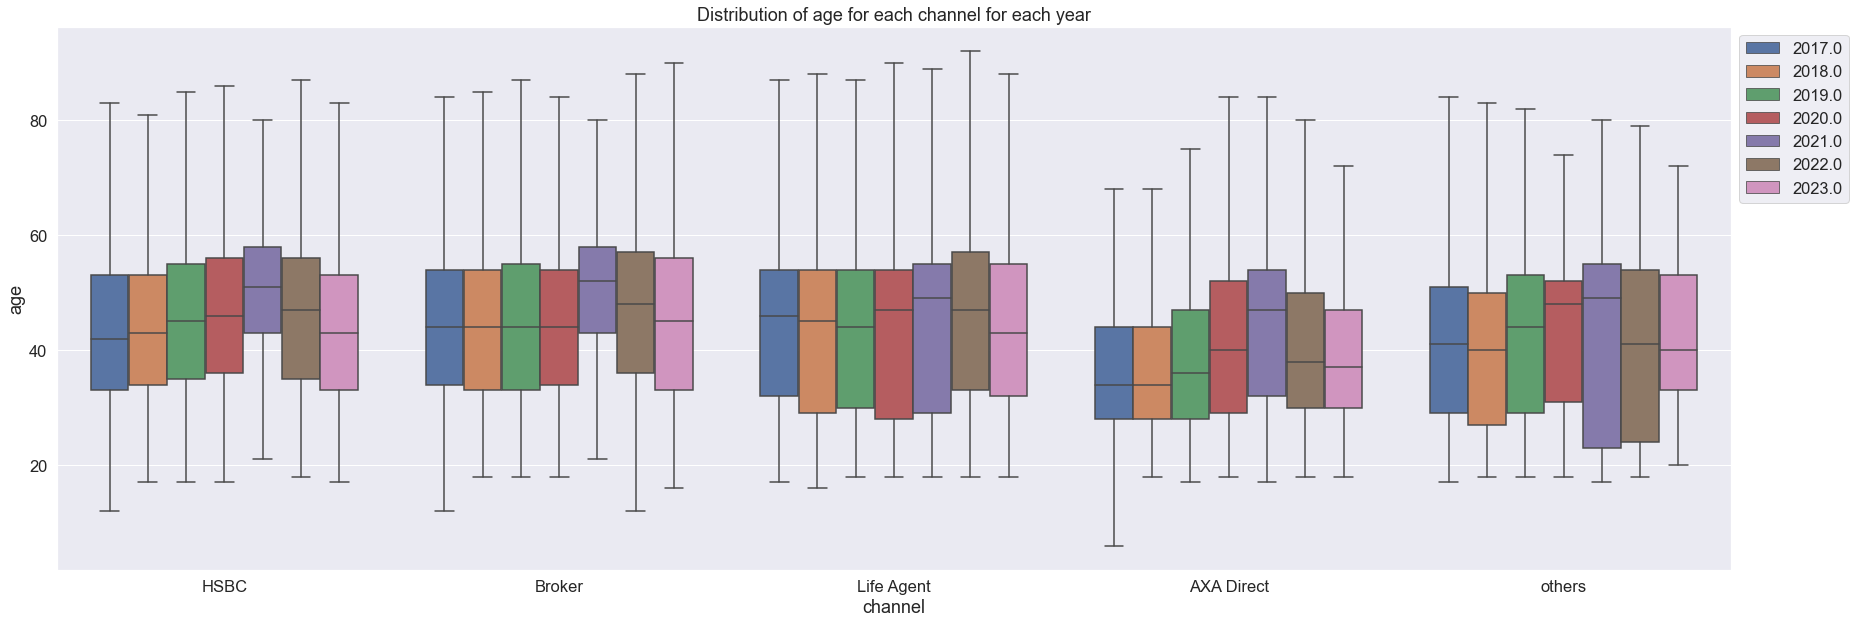 Distribution of age for each channel for each year
2017.0
2018.0
2019.0
2020.0
2021.0
2022.0
2023.0
80
60
40
20
age
HSBC
Broker
Life Agent
AXA Direct
others
channel